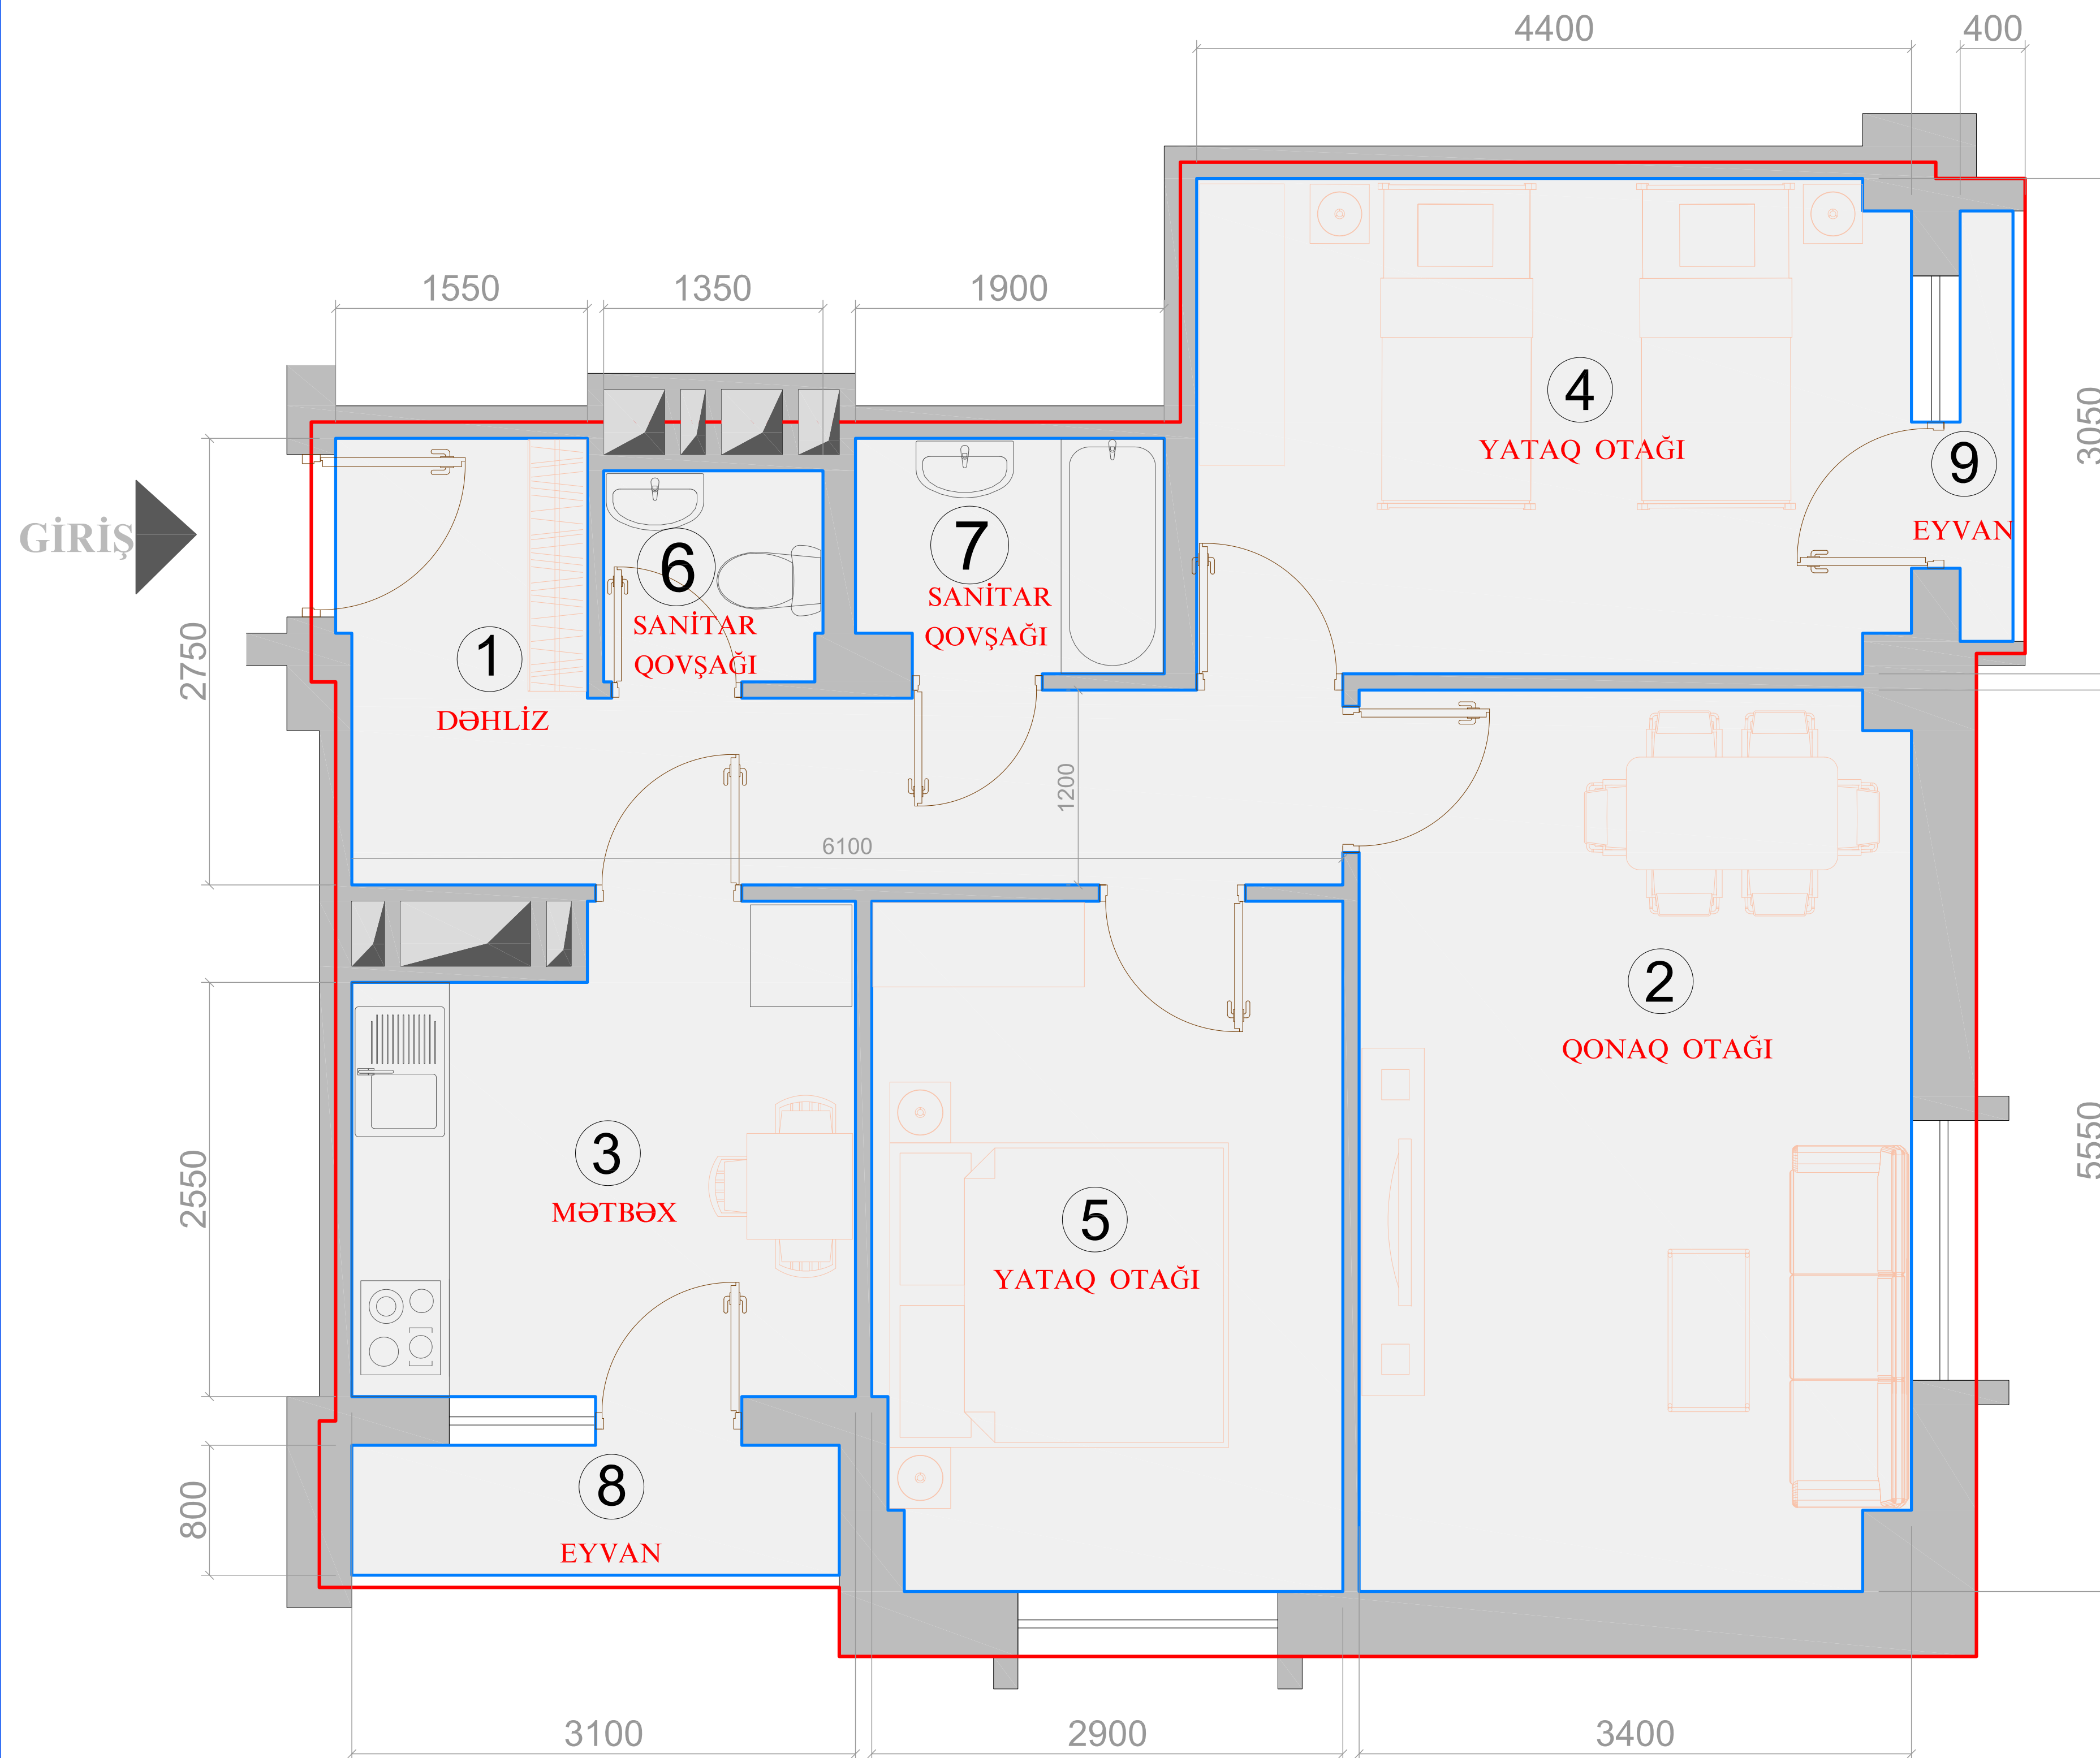 4400
400
1550
1350
1900
4
YATAQ OTAĞI
3050
9
EYVAN
GİRİŞ
6
SANİTAR
QOVŞAĞI
7
SANİTAR
QOVŞAĞI
1
DƏHLİZ
2750
1200
6100
2
QONAQ OTAĞI
3
MƏTBƏX
2550
5
YATAQ OTAĞI
5550
8
EYVAN
800
3100
2900
3400